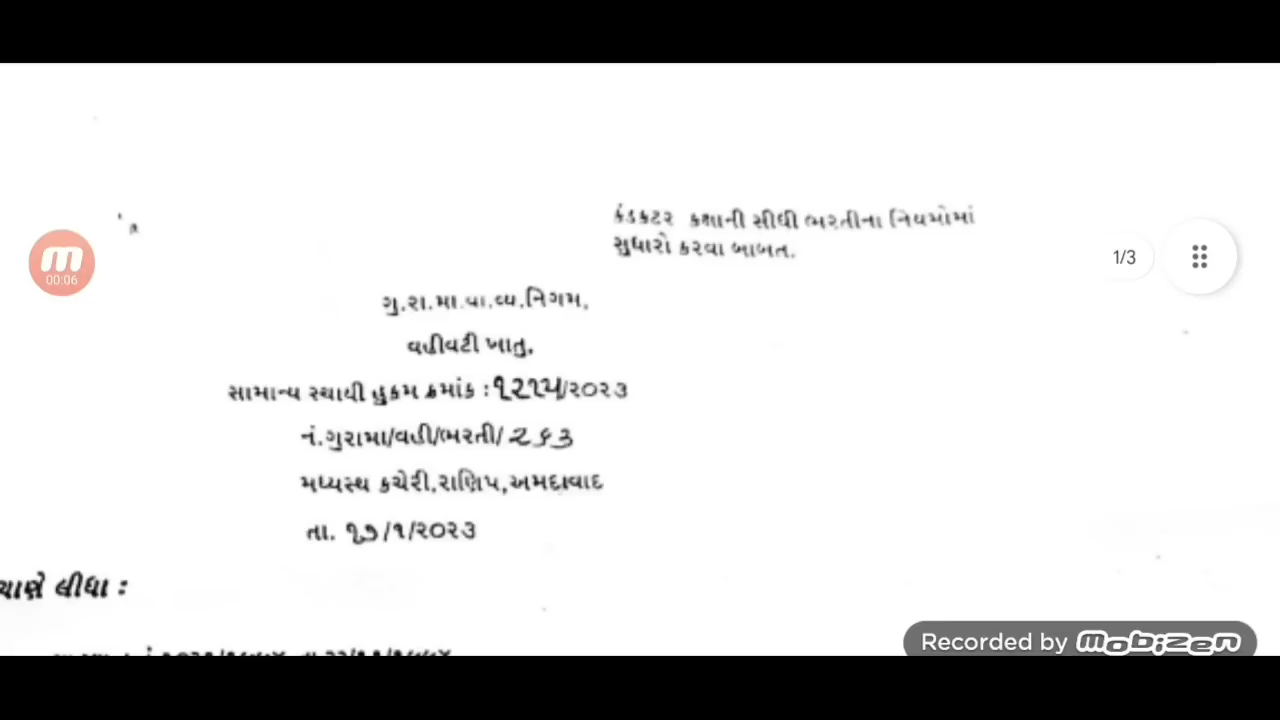 કંડકટર કક્ષાની સીધી ભરતીના નિયમોમાં
સુધારો કરવા બાબત.
1/3
00:06
ગુ.રા.મા.વા.વ્ય.નિગમ.
વહીવટી ખાતુ.
સામાન્ય સ્થાયી હુકમ ક્રમાંક : ૧૨૧૫/૨૦૨૩
નં.ગુરામા/વહી/ભરતી/ ૨૬૩
મધ્યસ્થ કચેરી,રાણિપ,અમદાવાદ
તા. ૧૭/૧/૨૦૨૩
ચાણે લીધા :
Recorded by mobizen